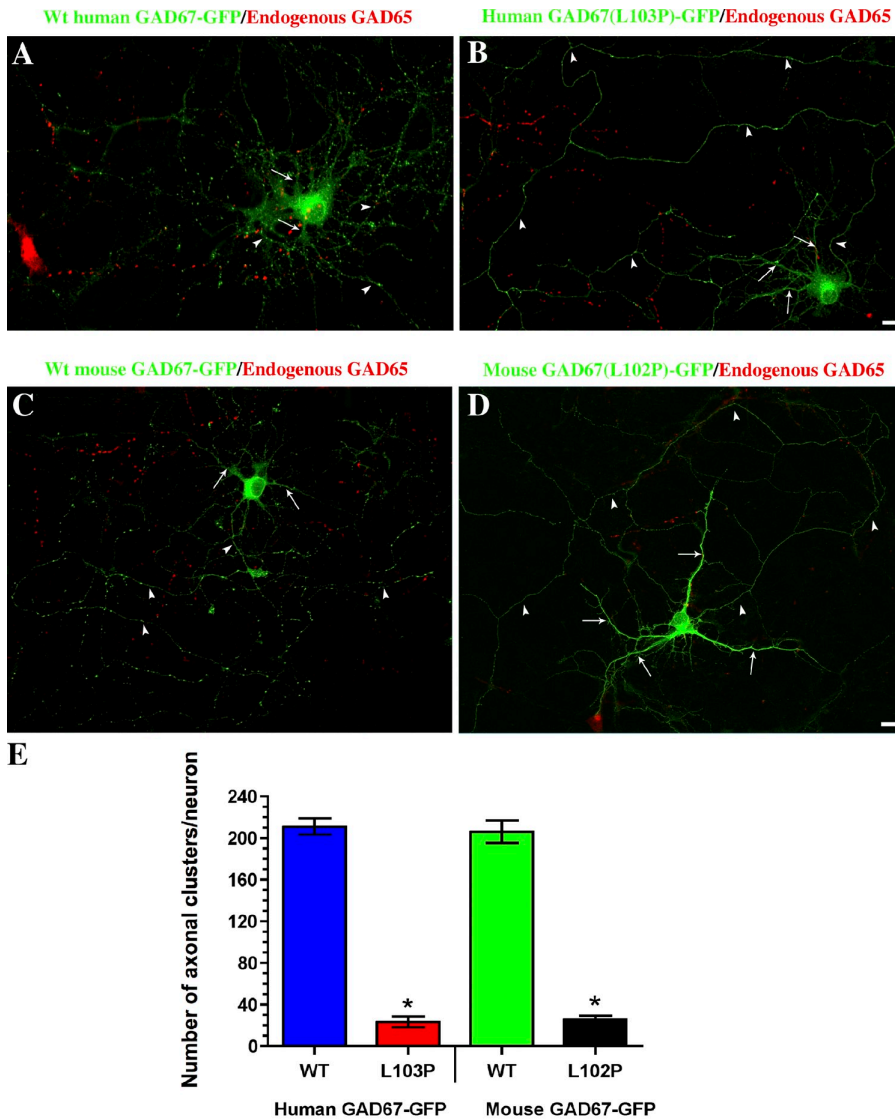 Wt human GAD67-GFP/Endogenous GAD65
Human GAD67(L103P)-GFP/Endogenous GAD65
A
B
Wt mouse GAD67-GFP/Endogenous GAD65
Mouse GAD67(L102P)-GFP/Endogenous GAD65
C
D
E
Number of axonal clusters/neuron
240
200
160
120
80
40
0
*
*
WT
L103P
WT
L102P
Human GAD67-GFP
Mouse GAD67-GFP